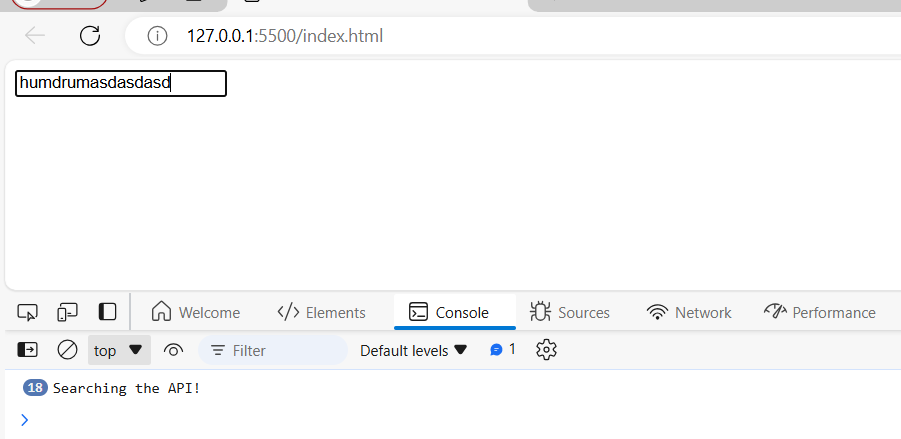 127.0.0.1:5500/index.html
humdrumasdasdasd
Welcome Elements Console Sources Network Performance
top Filter Default levels 1
18 Searching the API!